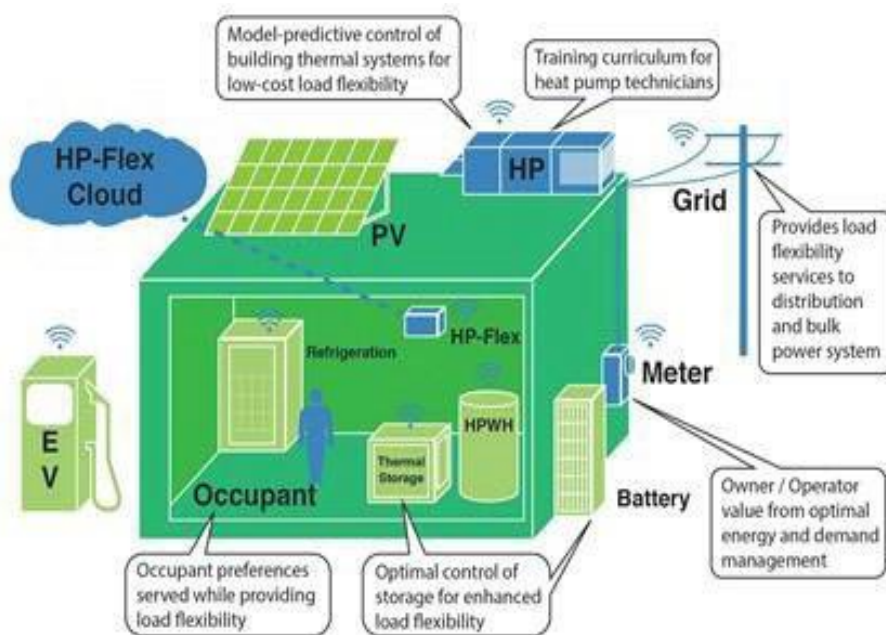 Model-predictive control of
building thermal systems for
low-cost load flexibility
Training curriculum for
heat pump technicians
HP-Flex
Cloud
HP
Grid
PV
Provides load
flexibility
services to
distribution
and bulk
power system
Refrigeration
HP-Flex
Meter
E
V
HPWH
Thermal
Storage
Occupant
Battery
Owner / Operator
value from optimal
energy and demand
management
Occupant preferences
served while providing
load flexibility
Optimal control of
storage for enhanced
load flexibility